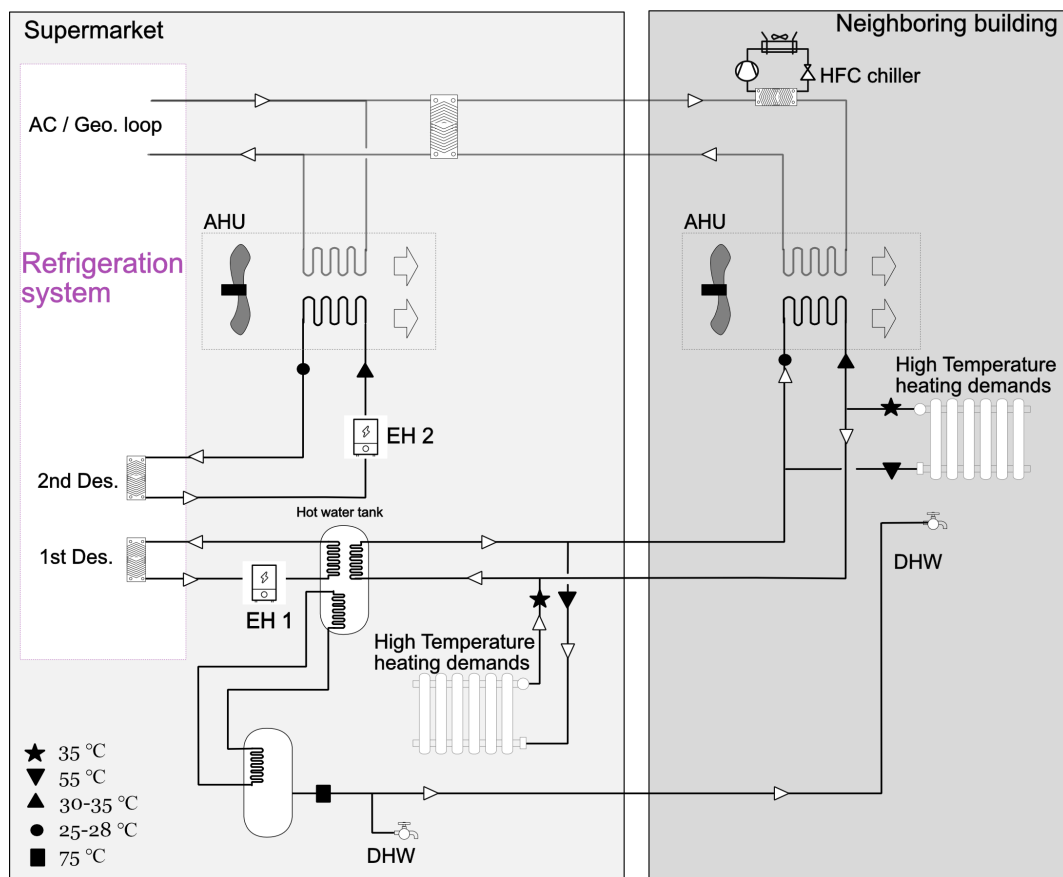 Supermarket
Neighboring building
HFC chiller
AC / Geo. loop
AHU
AHU
Refrigeration
system
High Temperature
heating demands
EH 2
2nd Des.
Hot water tank
1st Des.
DHW
EH 1
High Temperature
heating demands
35 °C
55 °C
30-35 °C
25-28 °C
75 °C
DHW